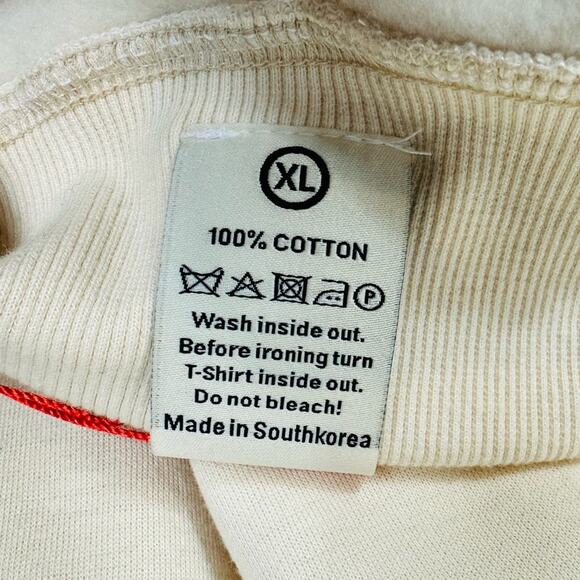 XL
100% COTTON
P
Wash inside out.
Before ironing turn
T-Shirt inside out.
Do not bleach!
Made in Southkorea